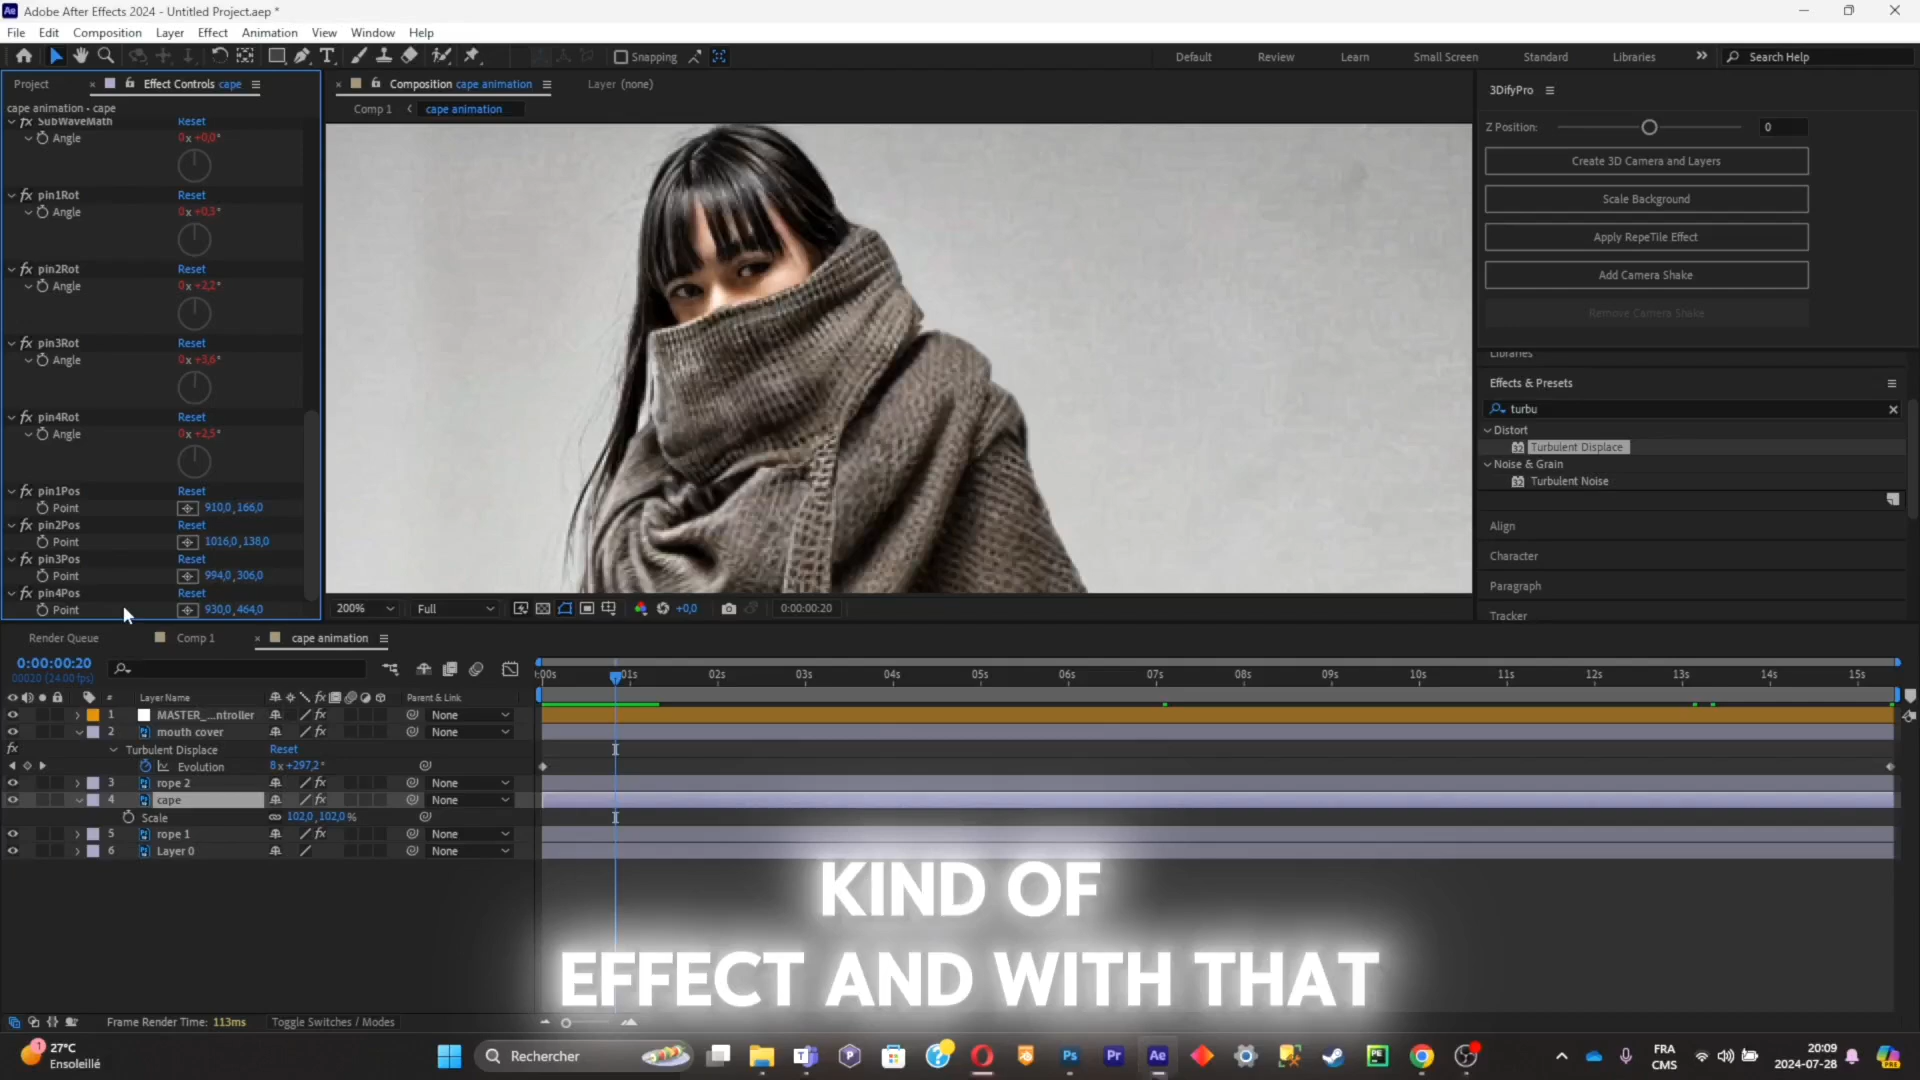 Adobe After Effects 2024 - Untitled Project.aep *
File Edit Composition Layer Effect Animation View Window Help
Snapping
Default Review Learn Small Screen Standard Libraries Search Help
Project Effect Controls cape
cape animation • cape
SubWaveMath Reset
Angle 0x+0,0°
pin1Rot Reset
Angle 0x+0,3°
pin2Rot Reset
Angle 0x+2,2°
pin3Rot Reset
Angle 0x+3,6°
pin4Rot Reset
Angle 0x+2,5°
pin1Pos Reset
Point 910,0,166,0
pin2Pos Reset
Point 1016,0,138,0
pin3Pos Reset
Point 994,0,306,0
pin4Pos Reset
Point 930,0,464,0
Composition cape animation Layer (none)
Comp 1 cape animation
200% Full +0,0 0:00:00:20
3DifyPro
Z Position: 0
Create 3D Camera and Layers
Scale Background
Apply RepeTile Effect
Add Camera Shake
Remove Camera Shake
Libraries
Effects & Presets
turbu
Distort
Turbulent Displace
Noise & Grain
Turbulent Noise
Align
Character
Paragraph
Tracker
Render Queue Comp 1 cape animation
0:00:00:20
00020 (24.00 fps)
:00s 01s 02s 03s 04s 05s 06s 07s 08s 09s 10s 11s 12s 13s 14s 15s
# Layer Name Parent & Link
1 MASTER_...ntroller None
2 mouth cover None
Turbulent Displace Reset
Evolution 8x+297,2°
3 rope 2 None
4 cape None
Scale 102,0,102,0%
5 rope 1 None
6 Layer 0 None
KIND OF
EFFECT AND WITH THAT
Frame Render Time: 113ms Toggle Switches / Modes
27°C
Ensoleillé
Rechercher
FRA
CMS
20:09
2024-07-28